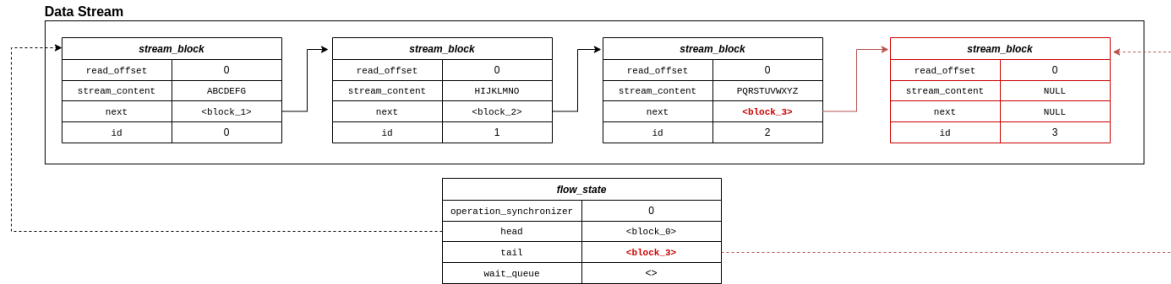 Data Stream
stream_block
read_offset 0
stream_content ABCDEFG
next <block_1>
id 0
stream_block
read_offset 0
stream_content HIJKLMNO
next <block_2>
id 1
stream_block
read_offset 0
stream_content PQRSTUVWXYZ
next <block_3>
id 2
stream_block
read_offset 0
stream_content NULL
next NULL
id 3
flow_state
operation_synchronizer 0
head <block_0>
tail <block_3>
wait_queue <>